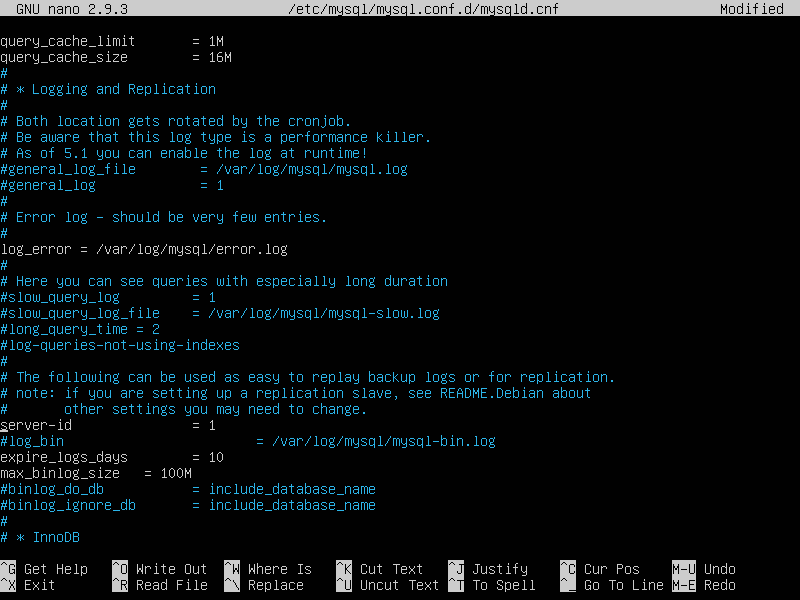 GNU nano 2.9.3 /etc/mysql/mysql.conf.d/mysqld.cnf Modified
query_cache_limit = 1M
query_cache_size = 16M
#
# * Logging and Replication
#
# Both location gets rotated by the cronjob.
# Be aware that this log type is a performance killer.
# As of 5.1 you can enable the log at runtime!
#general_log_file = /var/log/mysql/mysql.log
#general_log = 1
#
# Error log - should be very few entries.
#
log_error = /var/log/mysql/error.log
#
# Here you can see queries with especially long duration
#slow_query_log = 1
#slow_query_log_file = /var/log/mysql/mysql-slow.log
#long_query_time = 2
#log-queries-not-using-indexes
#
# The following can be used as easy to replay backup logs or for replication.
# note: if you are setting up a replication slave, see README.Debian about
# other settings you may need to change.
server-id = 1
#log_bin = /var/log/mysql/mysql-bin.log
expire_logs_days = 10
max_binlog_size = 100M
#binlog_do_db = include_database_name
#binlog_ignore_db = include_database_name
#
# * InnoDB
^G Get Help ^O Write Out ^W Where Is ^K Cut Text ^J Justify ^C Cur Pos M-U Undo
^X Exit ^R Read File ^\ Replace ^U Uncut Text ^T To Spell ^_ Go To Line M-E Redo